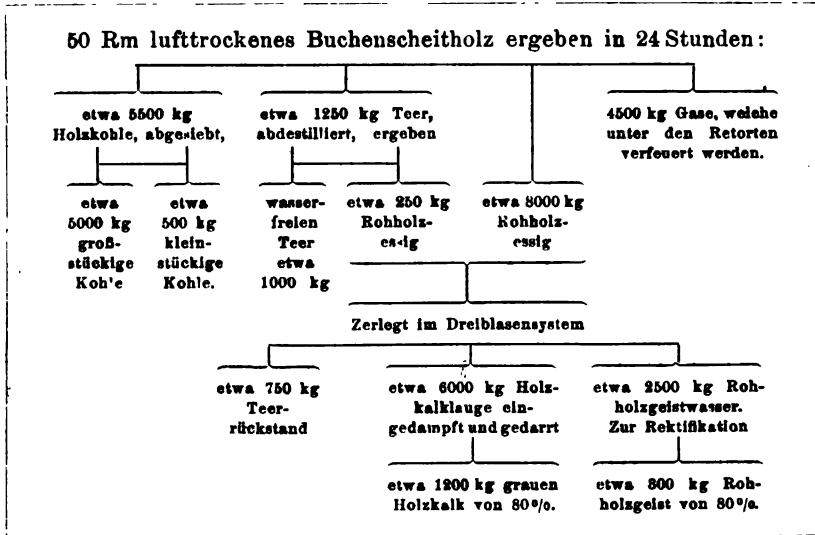 50 Rm lufttrockenes Buchenscheitholz ergeben in 24 Stunden:
etwa 5500 kg
Holzkohle, abgesiebt,
etwa 1250 kg Teer,
abdestilliert, ergeben
4500 kg Gase, welche
unter den Retorten
verfeuert werden.
etwa
5000 kg
groß-
stückige
Koh'e
etwa
500 kg
klein-
stückige
Kohle.
wasser-
freien
Teer
etwa
1000 kg
etwa 250 kg
Rohholz-
essig
etwa 8000 kg
Rohholz-
essig
Zerlegt im Dreiblasensystem
etwa 750 kg
Teer-
rückstand
etwa 6000 kg Holz-
kalklauge ein-
gedampft und gedarrt
etwa 2500 kg Roh-
holzgeistwasser.
Zur Rektifikation
etwa 1200 kg grauen
Holzkalk von 80%.
etwa 300 kg Roh-
holzgeist von 80%.